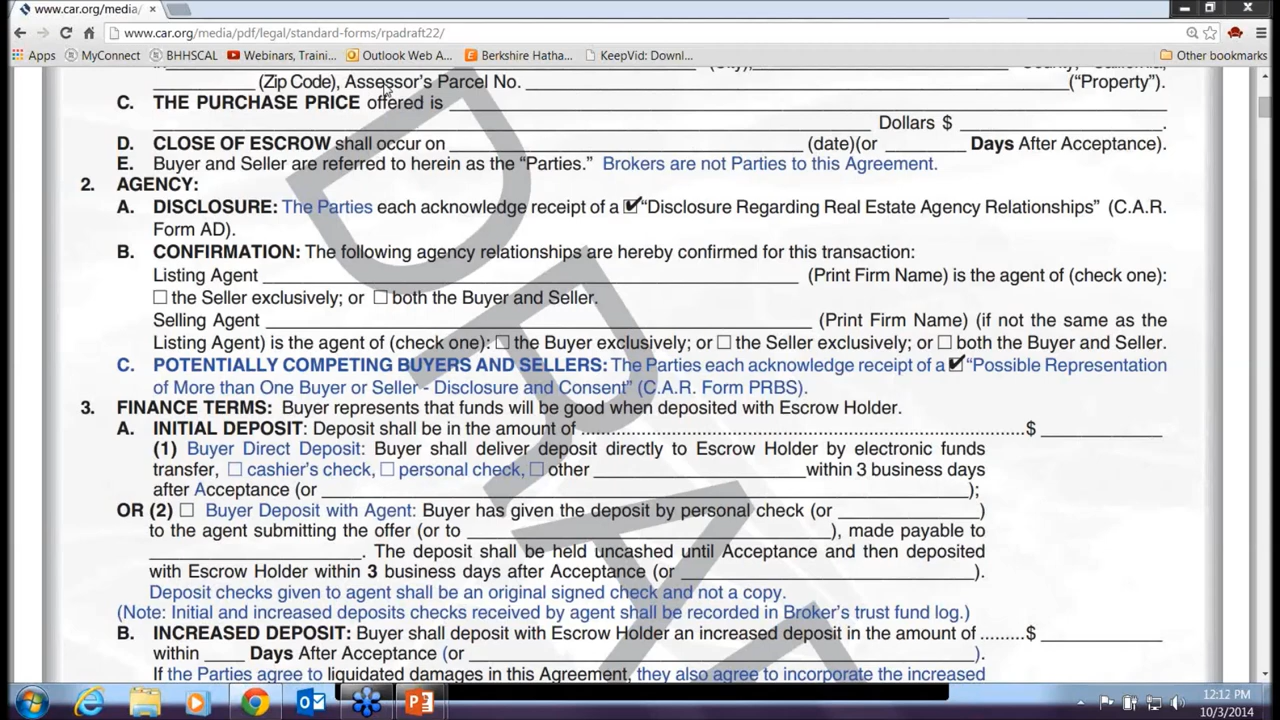 www.car.org/media/
www.car.org/media/pdf/legal/standard-forms/rpadraft22/
Apps MyConnect BHHSCAL Webinars, Traini... Outlook Web A... Berkshire Hatha... KeepVid: Downl... Other bookmarks
(Zip Code), Assessor's Parcel No. ("Property").
C. THE PURCHASE PRICE offered is
Dollars $ .
D. CLOSE OF ESCROW shall occur on (date)(or Days After Acceptance).
E. Buyer and Seller are referred to herein as the "Parties." Brokers are not Parties to this Agreement.
2. AGENCY:
A. DISCLOSURE: The Parties each acknowledge receipt of a ✔ "Disclosure Regarding Real Estate Agency Relationships" (C.A.R.
Form AD).
B. CONFIRMATION: The following agency relationships are hereby confirmed for this transaction:
Listing Agent (Print Firm Name) is the agent of (check one):
☐ the Seller exclusively; or ☐ both the Buyer and Seller.
Selling Agent (Print Firm Name) (if not the same as the
Listing Agent) is the agent of (check one): ☐ the Buyer exclusively; or ☐ the Seller exclusively; or ☐ both the Buyer and Seller.
C. POTENTIALLY COMPETING BUYERS AND SELLERS: The Parties each acknowledge receipt of a ✔ "Possible Representation
of More than One Buyer or Seller - Disclosure and Consent" (C.A.R. Form PRBS).
3. FINANCE TERMS: Buyer represents that funds will be good when deposited with Escrow Holder.
A. INITIAL DEPOSIT: Deposit shall be in the amount of ........ $
(1) Buyer Direct Deposit: Buyer shall deliver deposit directly to Escrow Holder by electronic funds
transfer, ☐ cashier's check, ☐ personal check, ☐ other within 3 business days
after Acceptance (or );
OR (2) ☐ Buyer Deposit with Agent: Buyer has given the deposit by personal check (or )
to the agent submitting the offer (or to ), made payable to
. The deposit shall be held uncashed until Acceptance and then deposited
with Escrow Holder within 3 business days after Acceptance (or ).
Deposit checks given to agent shall be an original signed check and not a copy.
(Note: Initial and increased deposits checks received by agent shall be recorded in Broker's trust fund log.)
B. INCREASED DEPOSIT: Buyer shall deposit with Escrow Holder an increased deposit in the amount of ........ $
within Days After Acceptance (or ).
If the Parties agree to liquidated damages in this Agreement, they also agree to incorporate the increased
12:12 PM
10/3/2014